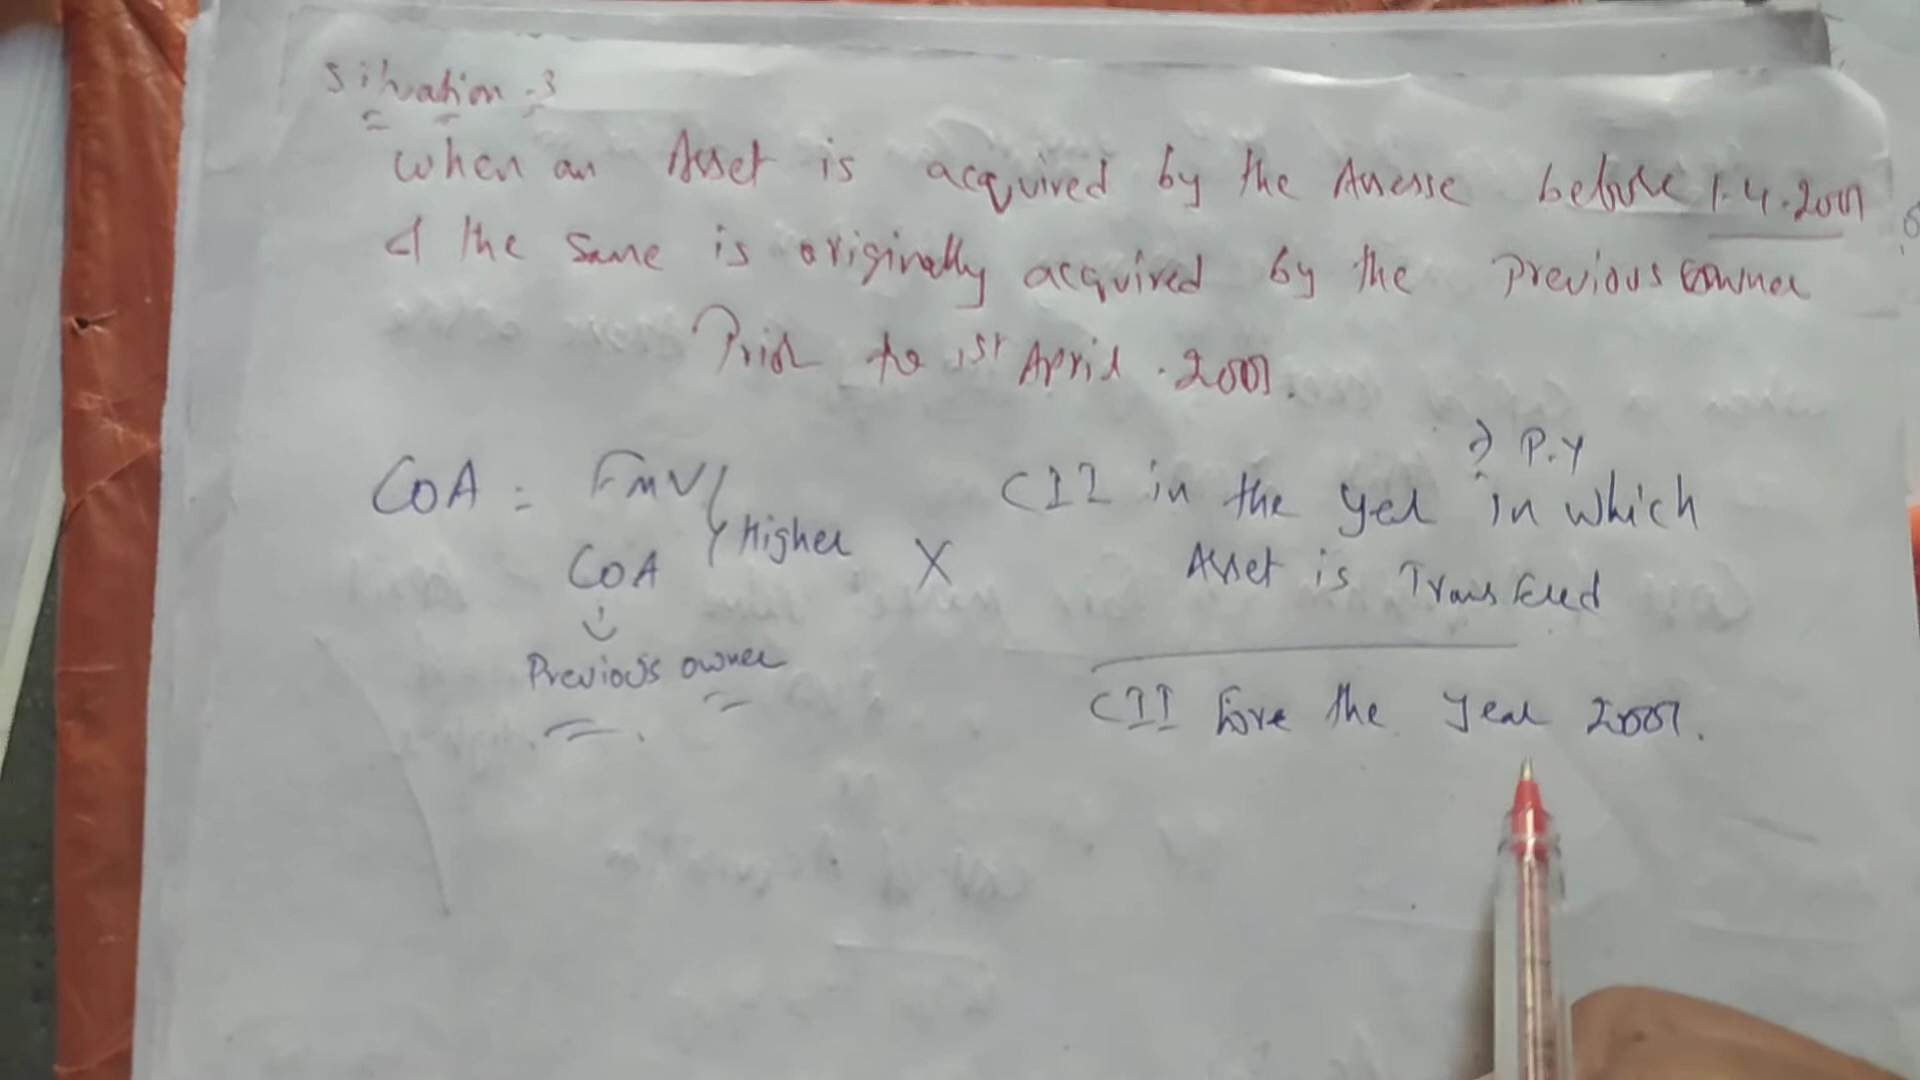 Situation-3
When an Asset is acquired by the Assesse before 1.4.2001
& the same is originally acquired by the Previous Owner
Prior to 1st April.2001.
? P.Y
COA = FMV
Higher X CII in the year in which
COA Asset is Transfered
Previous owner
CII For the year 2001.